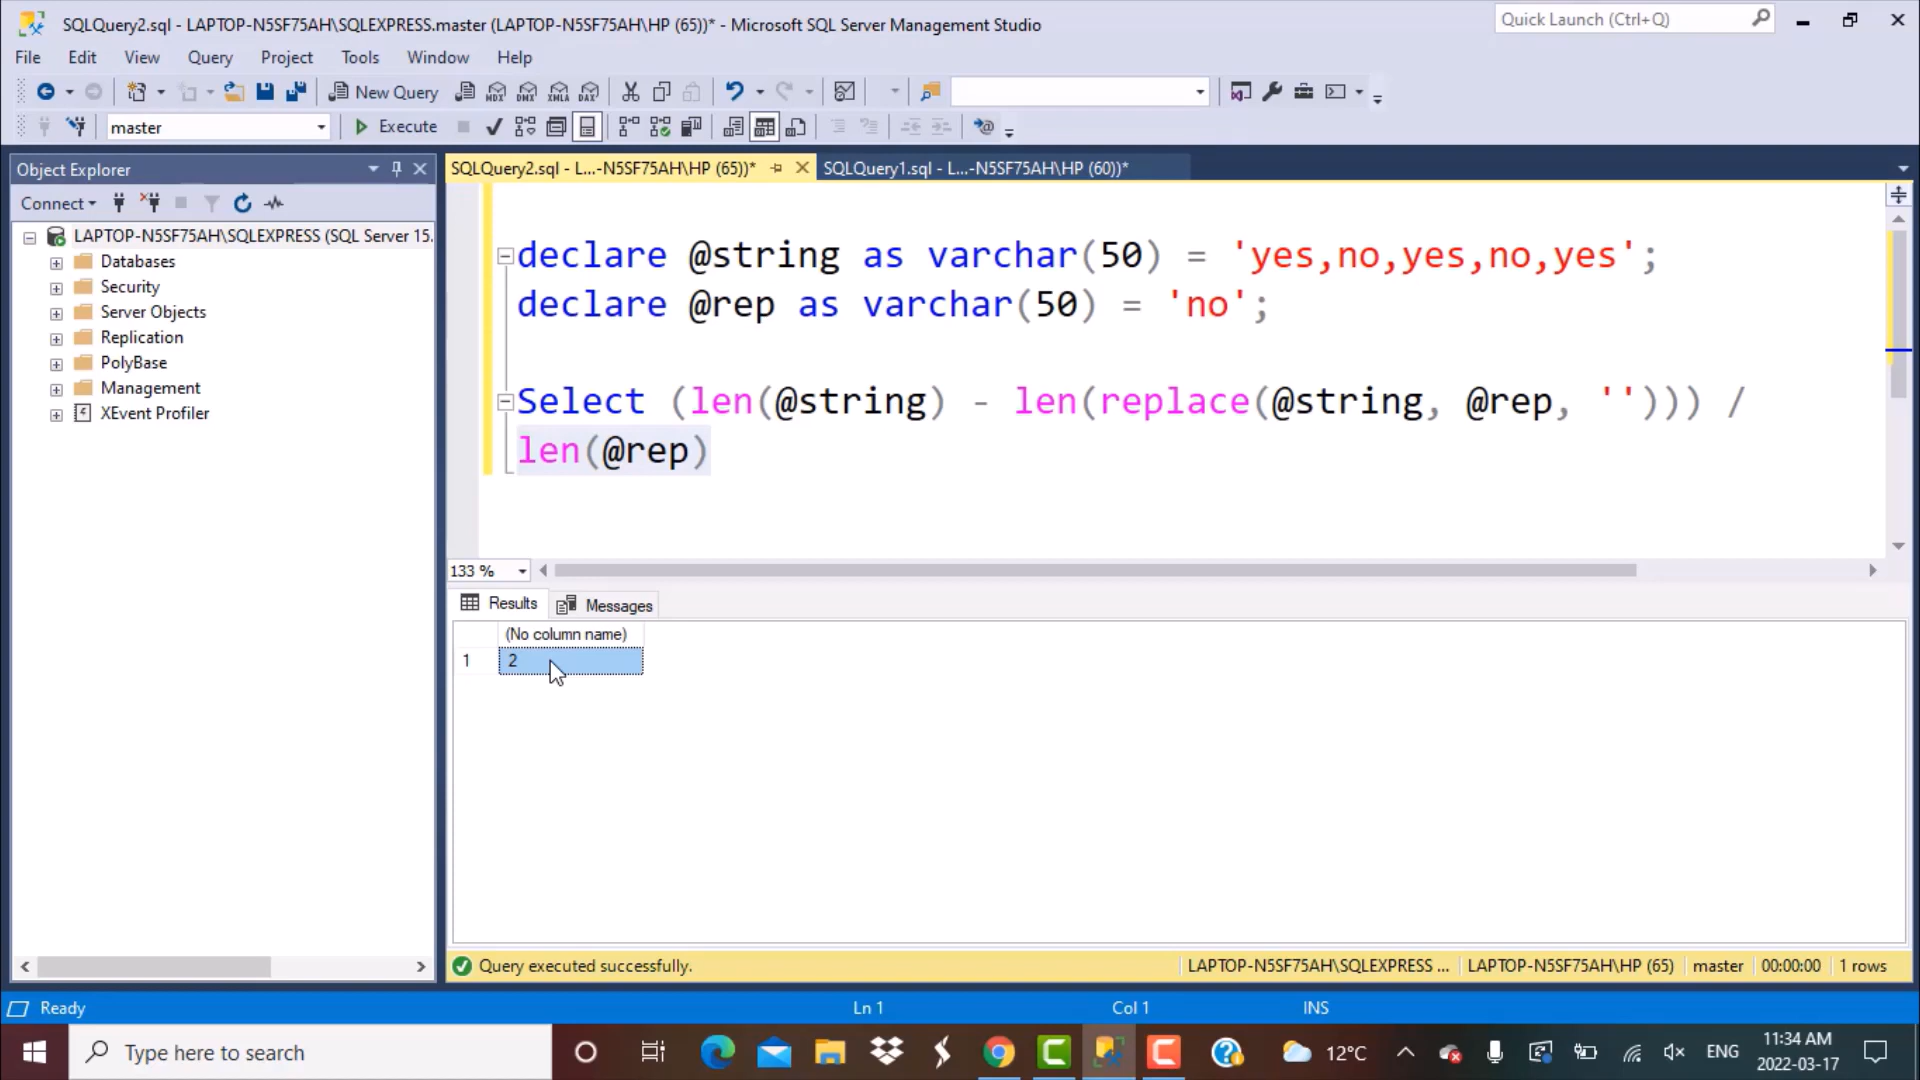 SQLQuery2.sql - LAPTOP-N5SF75AH\SQLEXPRESS.master (LAPTOP-N5SF75AH\HP (65))* - Microsoft SQL Server Management Studio
Quick Launch (Ctrl+Q)
File Edit View Query Project Tools Window Help
New Query
MDX DMX XMLA DAX
master
Execute
Object Explorer
SQLQuery2.sql - L...-N5SF75AH\HP (65))*
SQLQuery1.sql - L...-N5SF75AH\HP (60))*
Connect
LAPTOP-N5SF75AH\SQLEXPRESS (SQL Server 15.
Databases
Security
Server Objects
Replication
PolyBase
Management
XEvent Profiler
declare @string as varchar(50) = 'yes,no,yes,no,yes';
declare @rep as varchar(50) = 'no';
Select (len(@string) - len(replace(@string, @rep, ''))) /
len(@rep)
133 %
Results Messages
(No column name)
1 2
Query executed successfully.
LAPTOP-N5SF75AH\SQLEXPRESS ... LAPTOP-N5SF75AH\HP (65) master 00:00:00 1 rows
Ready Ln 1 Col 1 INS
Type here to search
12°C
ENG
11:34 AM
2022-03-17